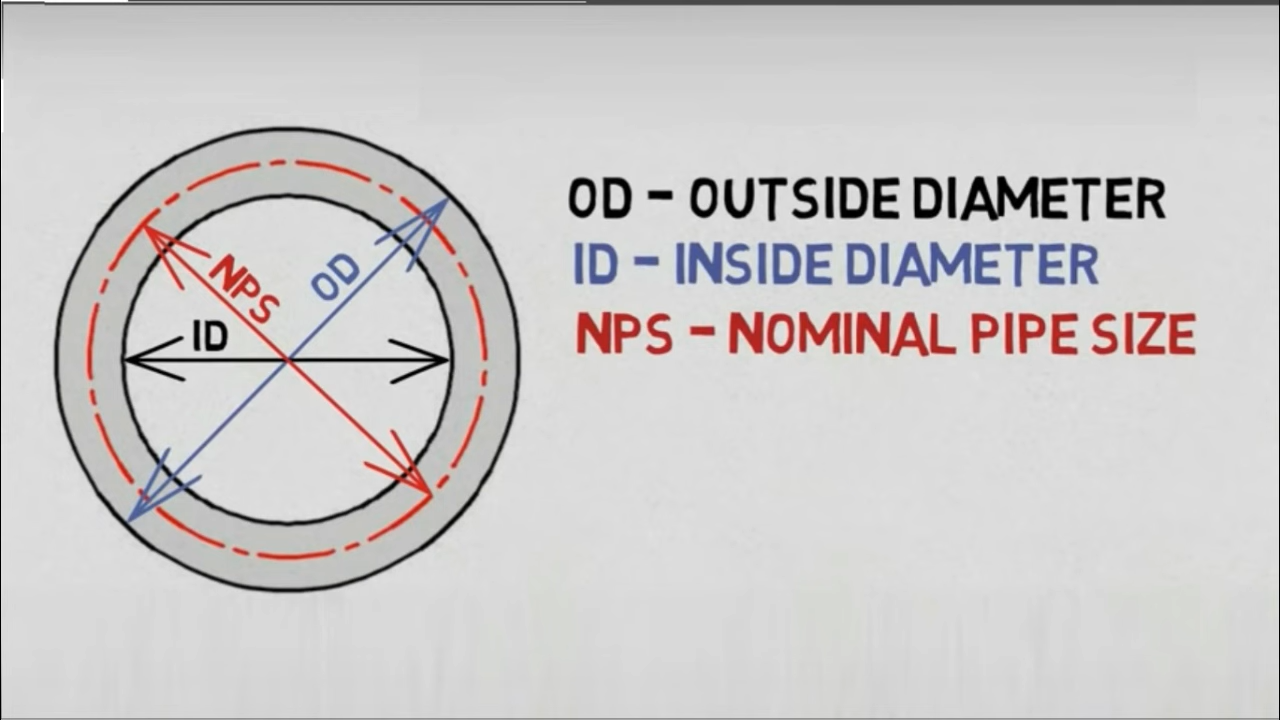 OD - OUTSIDE DIAMETER
ID - INSIDE DIAMETER
NPS - NOMINAL PIPE SIZE
NPS
OD
ID